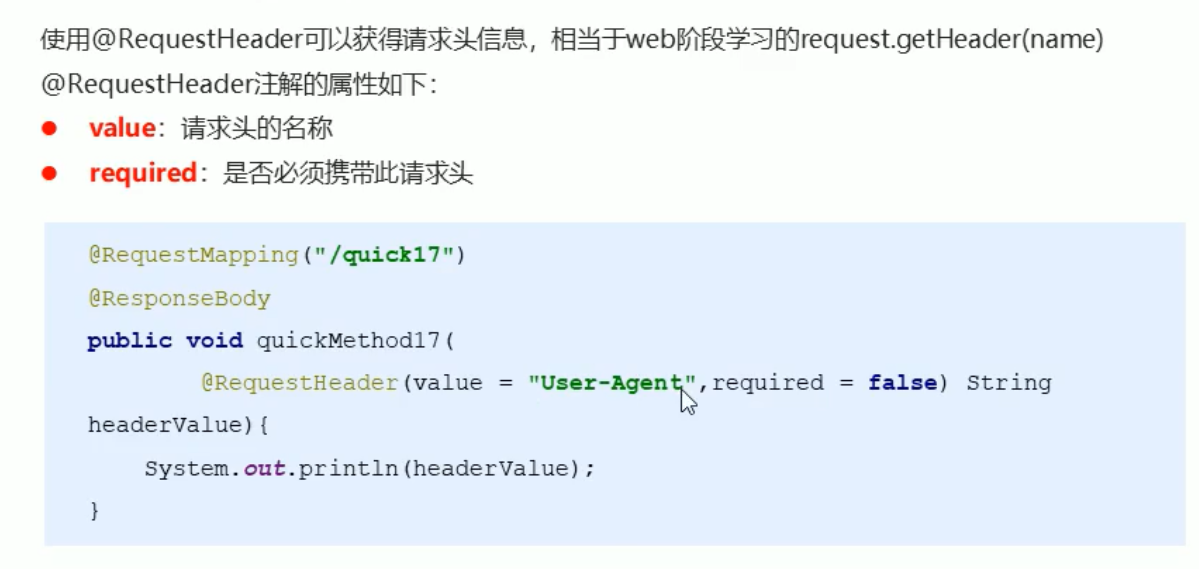 使用@RequestHeader可以获得请求头信息，相当于web阶段学习的request.getHeader(name)
@RequestHeader注解的属性如下：
● value：请求头的名称
● required：是否必须携带此请求头
@RequestMapping("/quick17")
@ResponseBody
public void quickMethod17(
@RequestHeader(value = "User-Agent",required = false) String
headerValue){
System.out.println(headerValue);
}